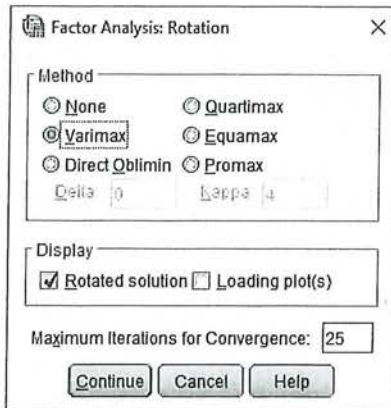 Factor Analysis: Rotation
Method
None Quartimax
Varimax Equamax
Direct Oblimin Promax
Delta: 0 Kappa 4
Display
Rotated solution Loading plot(s)
Maximum Iterations for Convergence: 25
Continue Cancel Help